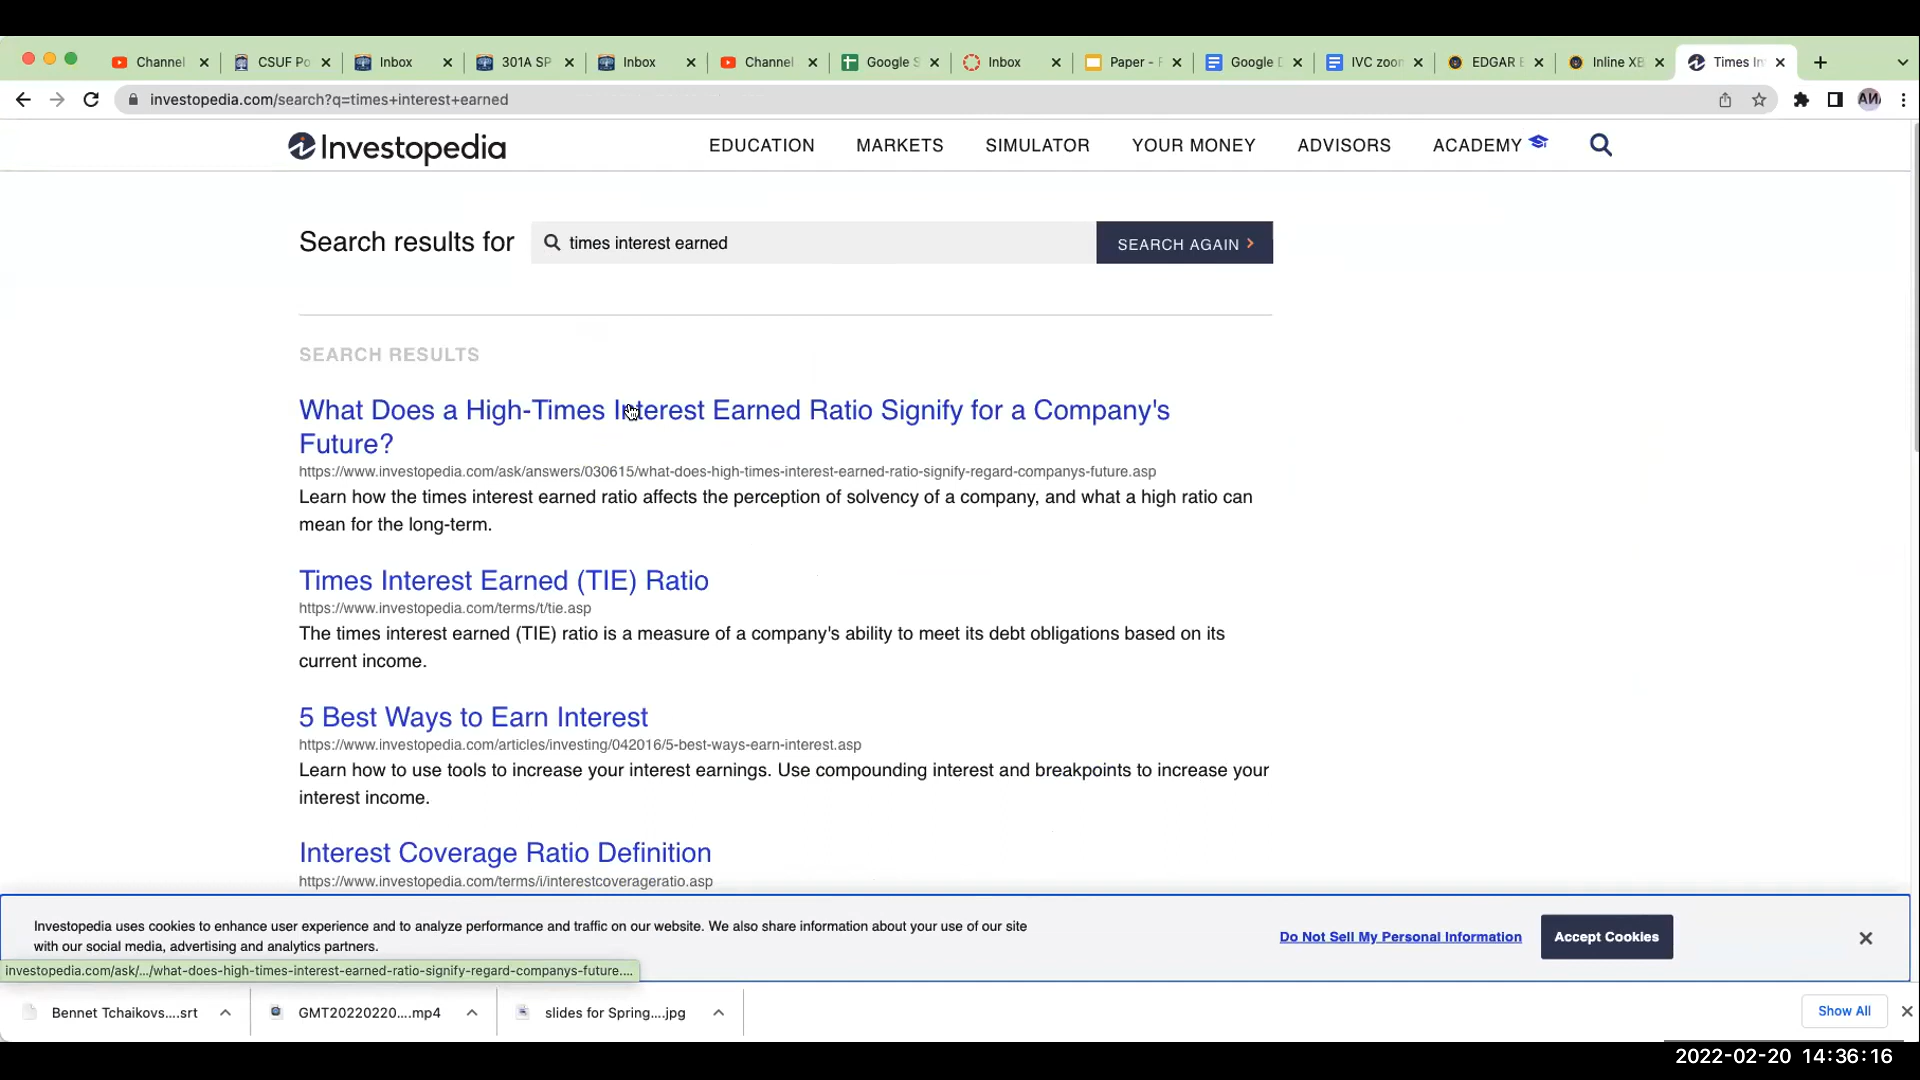 Channel
CSUF Po
Inbox
301A SP
Inbox
Channel
Google S
Inbox
Paper - F
Google D
IVC zoom
EDGAR E
Inline XB
Times In
investopedia.com/search?q=times+interest+earned
Investopedia
EDUCATION
MARKETS
SIMULATOR
YOUR MONEY
ADVISORS
ACADEMY
Search results for
times interest earned
SEARCH AGAIN
SEARCH RESULTS
What Does a High-Times Interest Earned Ratio Signify for a Company's
Future?
https://www.investopedia.com/ask/answers/030615/what-does-high-times-interest-earned-ratio-signify-regard-companys-future.asp
Learn how the times interest earned ratio affects the perception of solvency of a company, and what a high ratio can
mean for the long-term.
Times Interest Earned (TIE) Ratio
https://www.investopedia.com/terms/t/tie.asp
The times interest earned (TIE) ratio is a measure of a company's ability to meet its debt obligations based on its
current income.
5 Best Ways to Earn Interest
https://www.investopedia.com/articles/investing/042016/5-best-ways-earn-interest.asp
Learn how to use tools to increase your interest earnings. Use compounding interest and breakpoints to increase your
interest income.
Interest Coverage Ratio Definition
https://www.investopedia.com/terms/i/interestcoverageratio.asp
Investopedia uses cookies to enhance user experience and to analyze performance and traffic on our website. We also share information about your use of our site
with our social media, advertising and analytics partners.
Do Not Sell My Personal Information
Accept Cookies
investopedia.com/ask/.../what-does-high-times-interest-earned-ratio-signify-regard-companys-future....
Bennet Tchaikovs....srt
GMT20220220....mp4
slides for Spring....jpg
Show All
2022-02-20 14:36:16